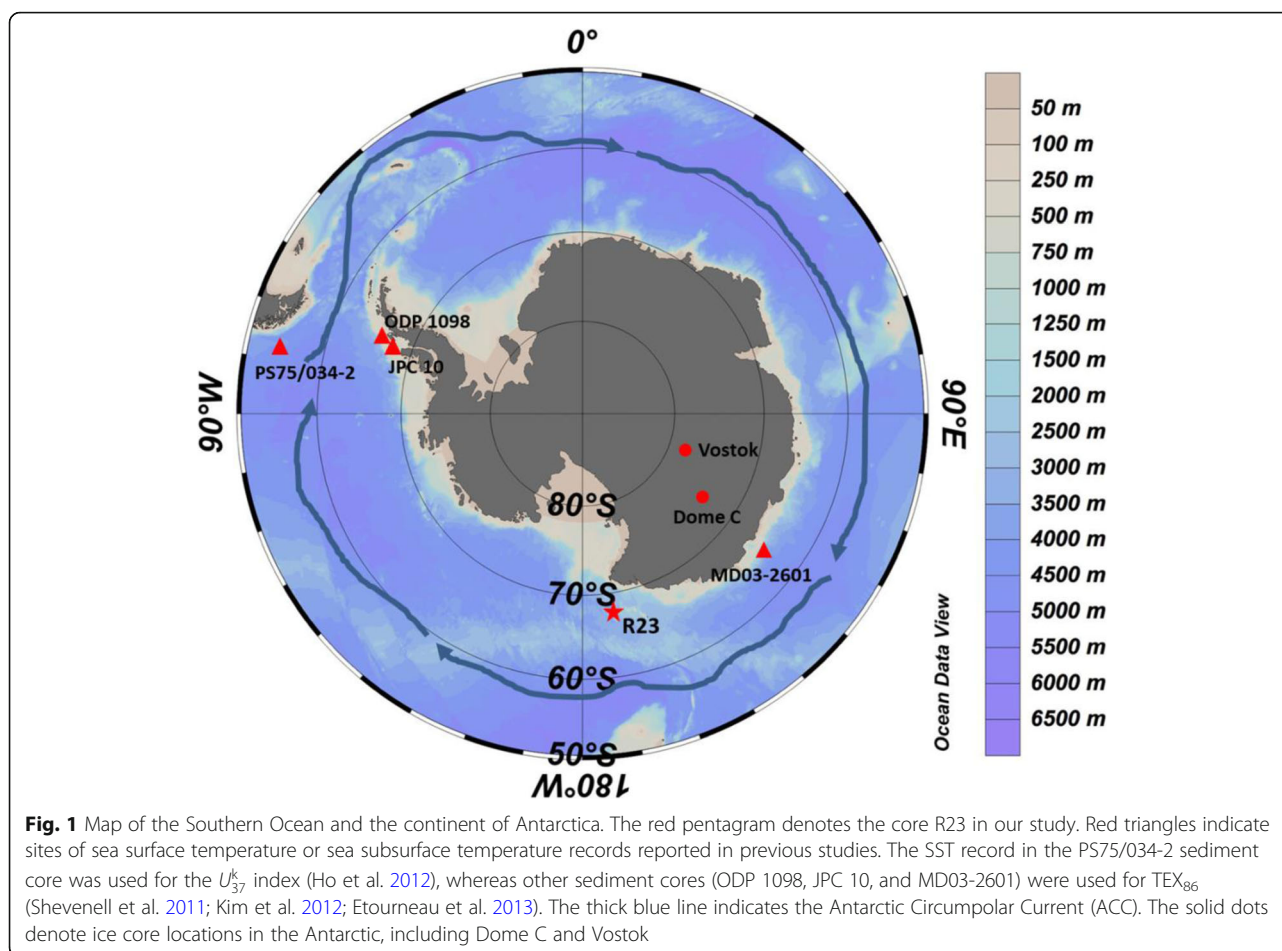 0°
50 m
100 m
250 m
500 m
750 m
1000 m
1250 m
1500 m
2000 m
2500 m
3000 m
3500 m
4000 m
4500 m
5000 m
5500 m
6000 m
6500 m
Ocean Data View
90°W
90°E
ODP 1098
JPC 10
PS75/034-2
Vostok
Dome C
80°S
MD03-2601
70°S
R23
60°S
50°S
180°W
Fig. 1 Map of the Southern Ocean and the continent of Antarctica. The red pentagram denotes the core R23 in our study. Red triangles indicate
sites of sea surface temperature or sea subsurface temperature records reported in previous studies. The SST record in the PS75/034-2 sediment
core was used for the U^k_37 index (Ho et al. 2012), whereas other sediment cores (ODP 1098, JPC 10, and MD03-2601) were used for TEX₈₆
(Shevenell et al. 2011; Kim et al. 2012; Etourneau et al. 2013). The thick blue line indicates the Antarctic Circumpolar Current (ACC). The solid dots
denote ice core locations in the Antarctic, including Dome C and Vostok